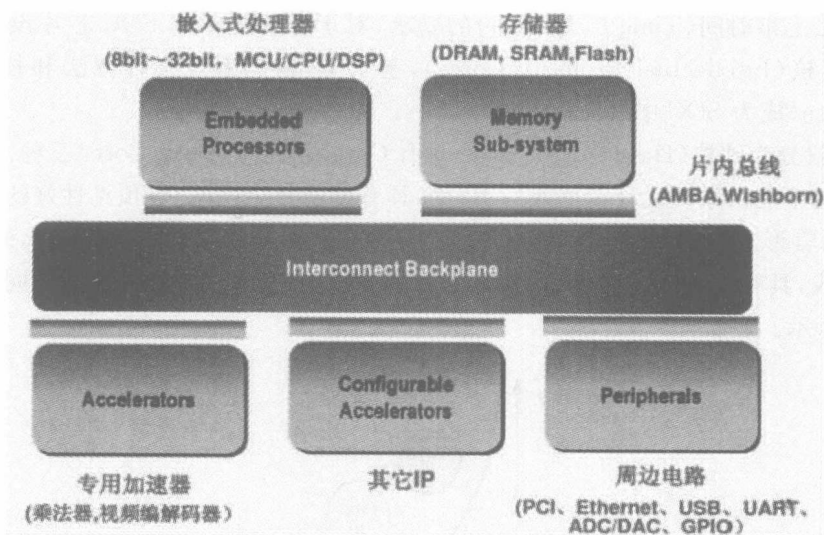 嵌入式处理器
(8bit～32bit，MCU/CPU/DSP)
存储器
(DRAM, SRAM,Flash)
Embedded
Processors
Memory
Sub-system
片内总线
(AMBA,Wishborn)
Interconnect Backplane
Accelerators
Configurable
Accelerators
Peripherals
专用加速器
(乘法器,视频编解码器)
其它IP
周边电路
(PCI、Ethernet、USB、UART、
ADC/DAC、GPIO)